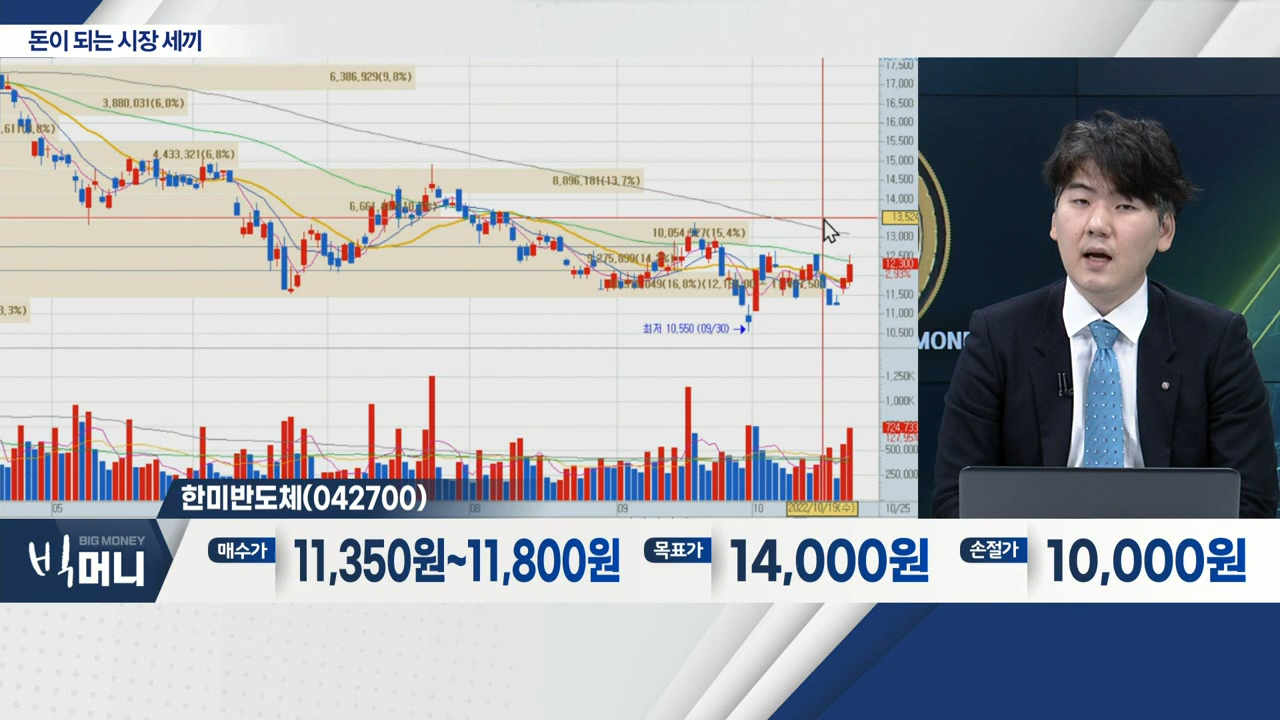 돈이 되는 시장 세끼
6,386,929(9,8%)
3,880,031(6,0%)
4,433,321(6,8%)
8,896,181(13,7%)
10,054,
(15,4%)
최저 10,550 (09/30)
17,500
17,000
16,500
16,000
15,500
15,000
14,500
14,000
13,52
13,000
12,500
12,300
2,93%
11,500
11,000
10,500
1,250K
1,000K
724,733
127,95%
500,000
250,000
05
08
09
10
2022/10/19(수)
10/25
MONE
한미반도체(042700)
BIG MONEY
빅머니
매수가 11,350원~11,800원
목표가 14,000원
손절가 10,000원